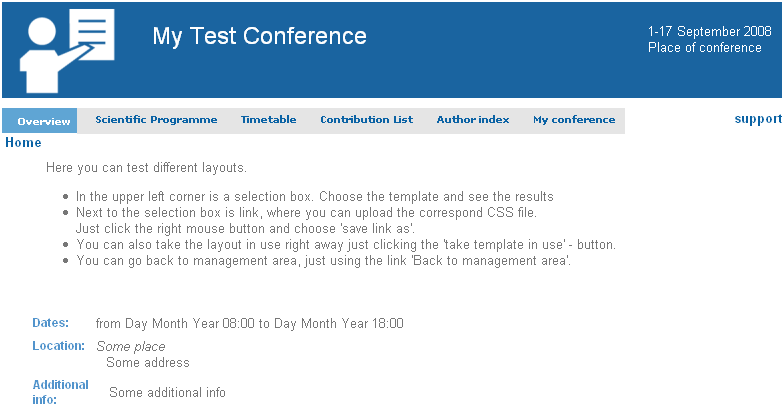 My Test Conference
1-17 September 2008
Place of conference
Overview Scientific Programme Timetable Contribution List Author index My conference support
Home
Here you can test different layouts.
• In the upper left corner is a selection box. Choose the template and see the results
• Next to the selection box is link, where you can upload the correspond CSS file.
Just click the right mouse button and choose 'save link as'.
• You can also take the layout in use right away just clicking the 'take template in use' - button.
• You can go back to management area, just using the link 'Back to management area'.
Dates: from Day Month Year 08:00 to Day Month Year 18:00
Location: Some place
Some address
Additional
info: Some additional info